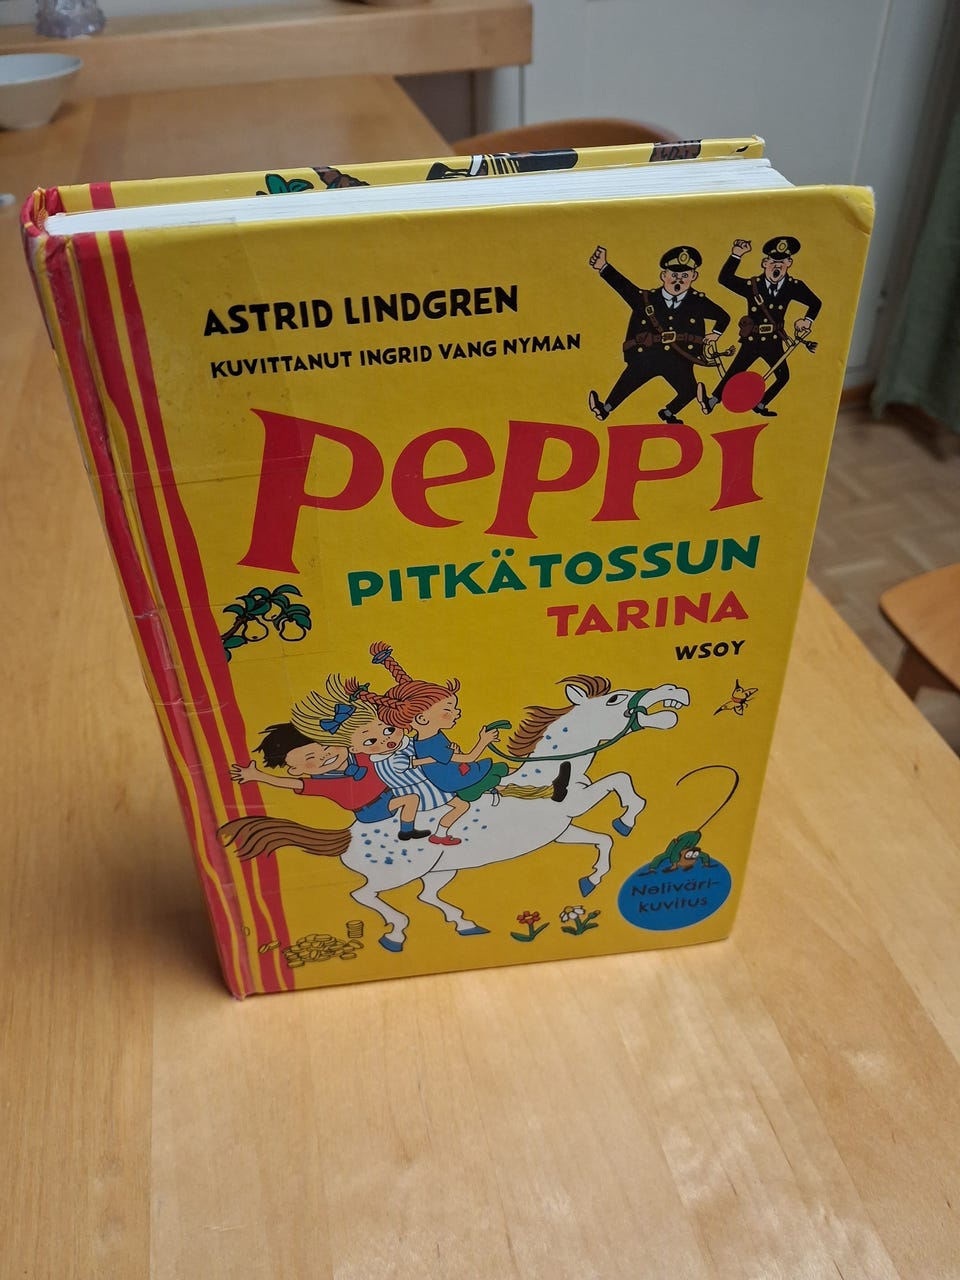 ASTRID LINDGREN
KUVITTANUT INGRID VANG NYMAN
Peppi
PITKÄTOSSUN
TARINA
WSOY
Neliväri-
kuvitus